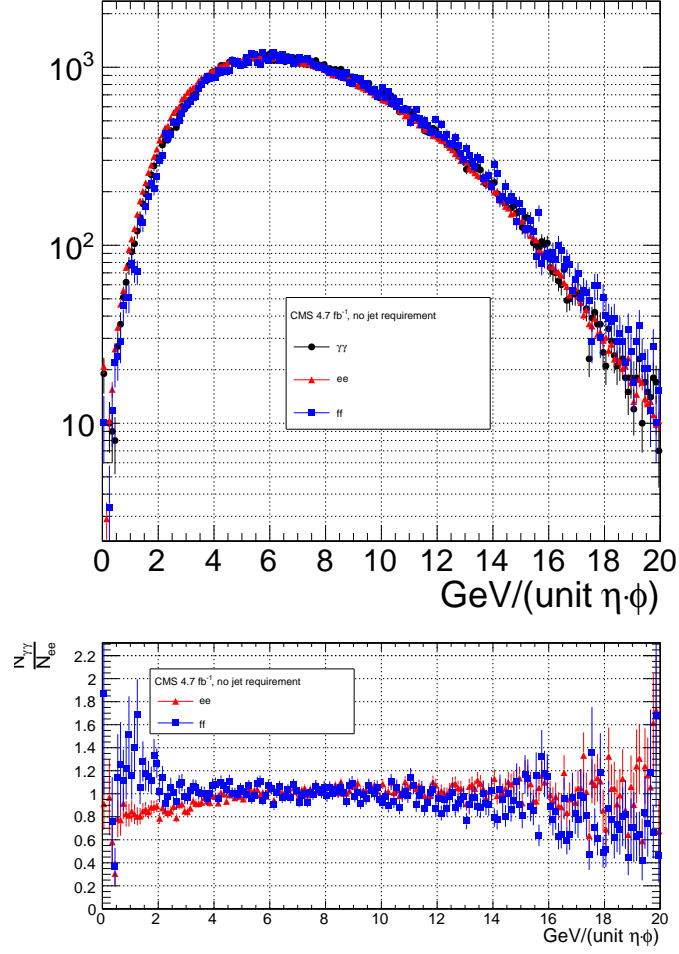 10³
10²
10
CMS 4.7 fb⁻¹, no jet requirement
γγ
ee
ff
0 2 4 6 8 10 12 14 16 18 20
GeV/(unit η·ϕ)
N_γγ
N_ee
2.2
2
1.8
1.6
1.4
1.2
1
0.8
0.6
0.4
0.2
0
CMS 4.7 fb⁻¹, no jet requirement
ee
ff
0 2 4 6 8 10 12 14 16 18 20
GeV/(unit η·ϕ)